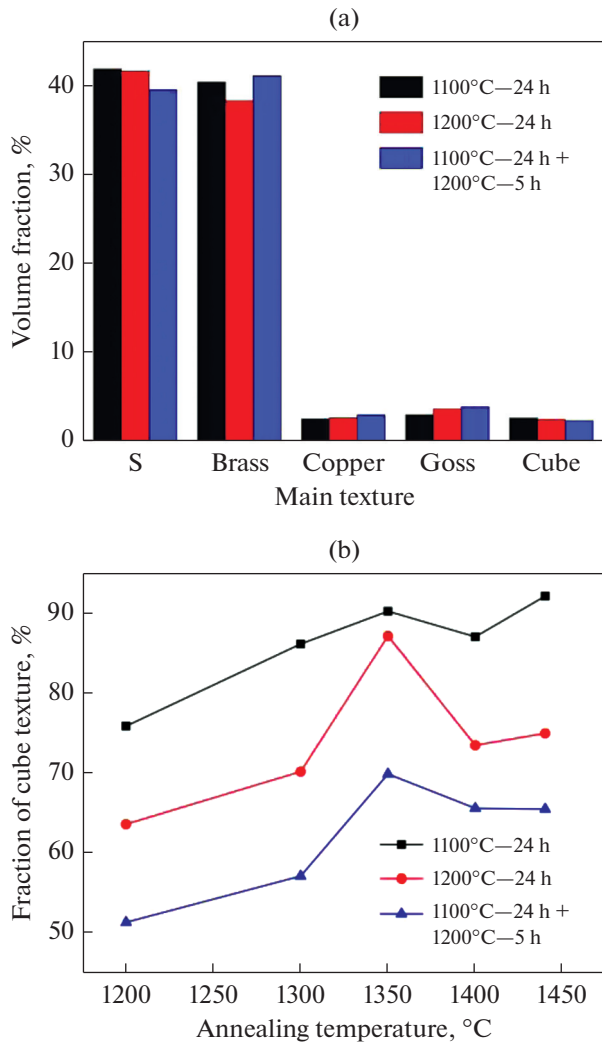 (a)
Volume fraction, %
40
30
20
10
0
1100°C—24 h
1200°C—24 h
1100°C—24 h +
1200°C—5 h
S Brass Copper Goss Cube
Main texture
(b)
Fraction of cube texture, %
90
80
70
60
50
1100°C—24 h
1200°C—24 h
1100°C—24 h +
1200°C—5 h
1200 1250 1300 1350 1400 1450
Annealing temperature, °C